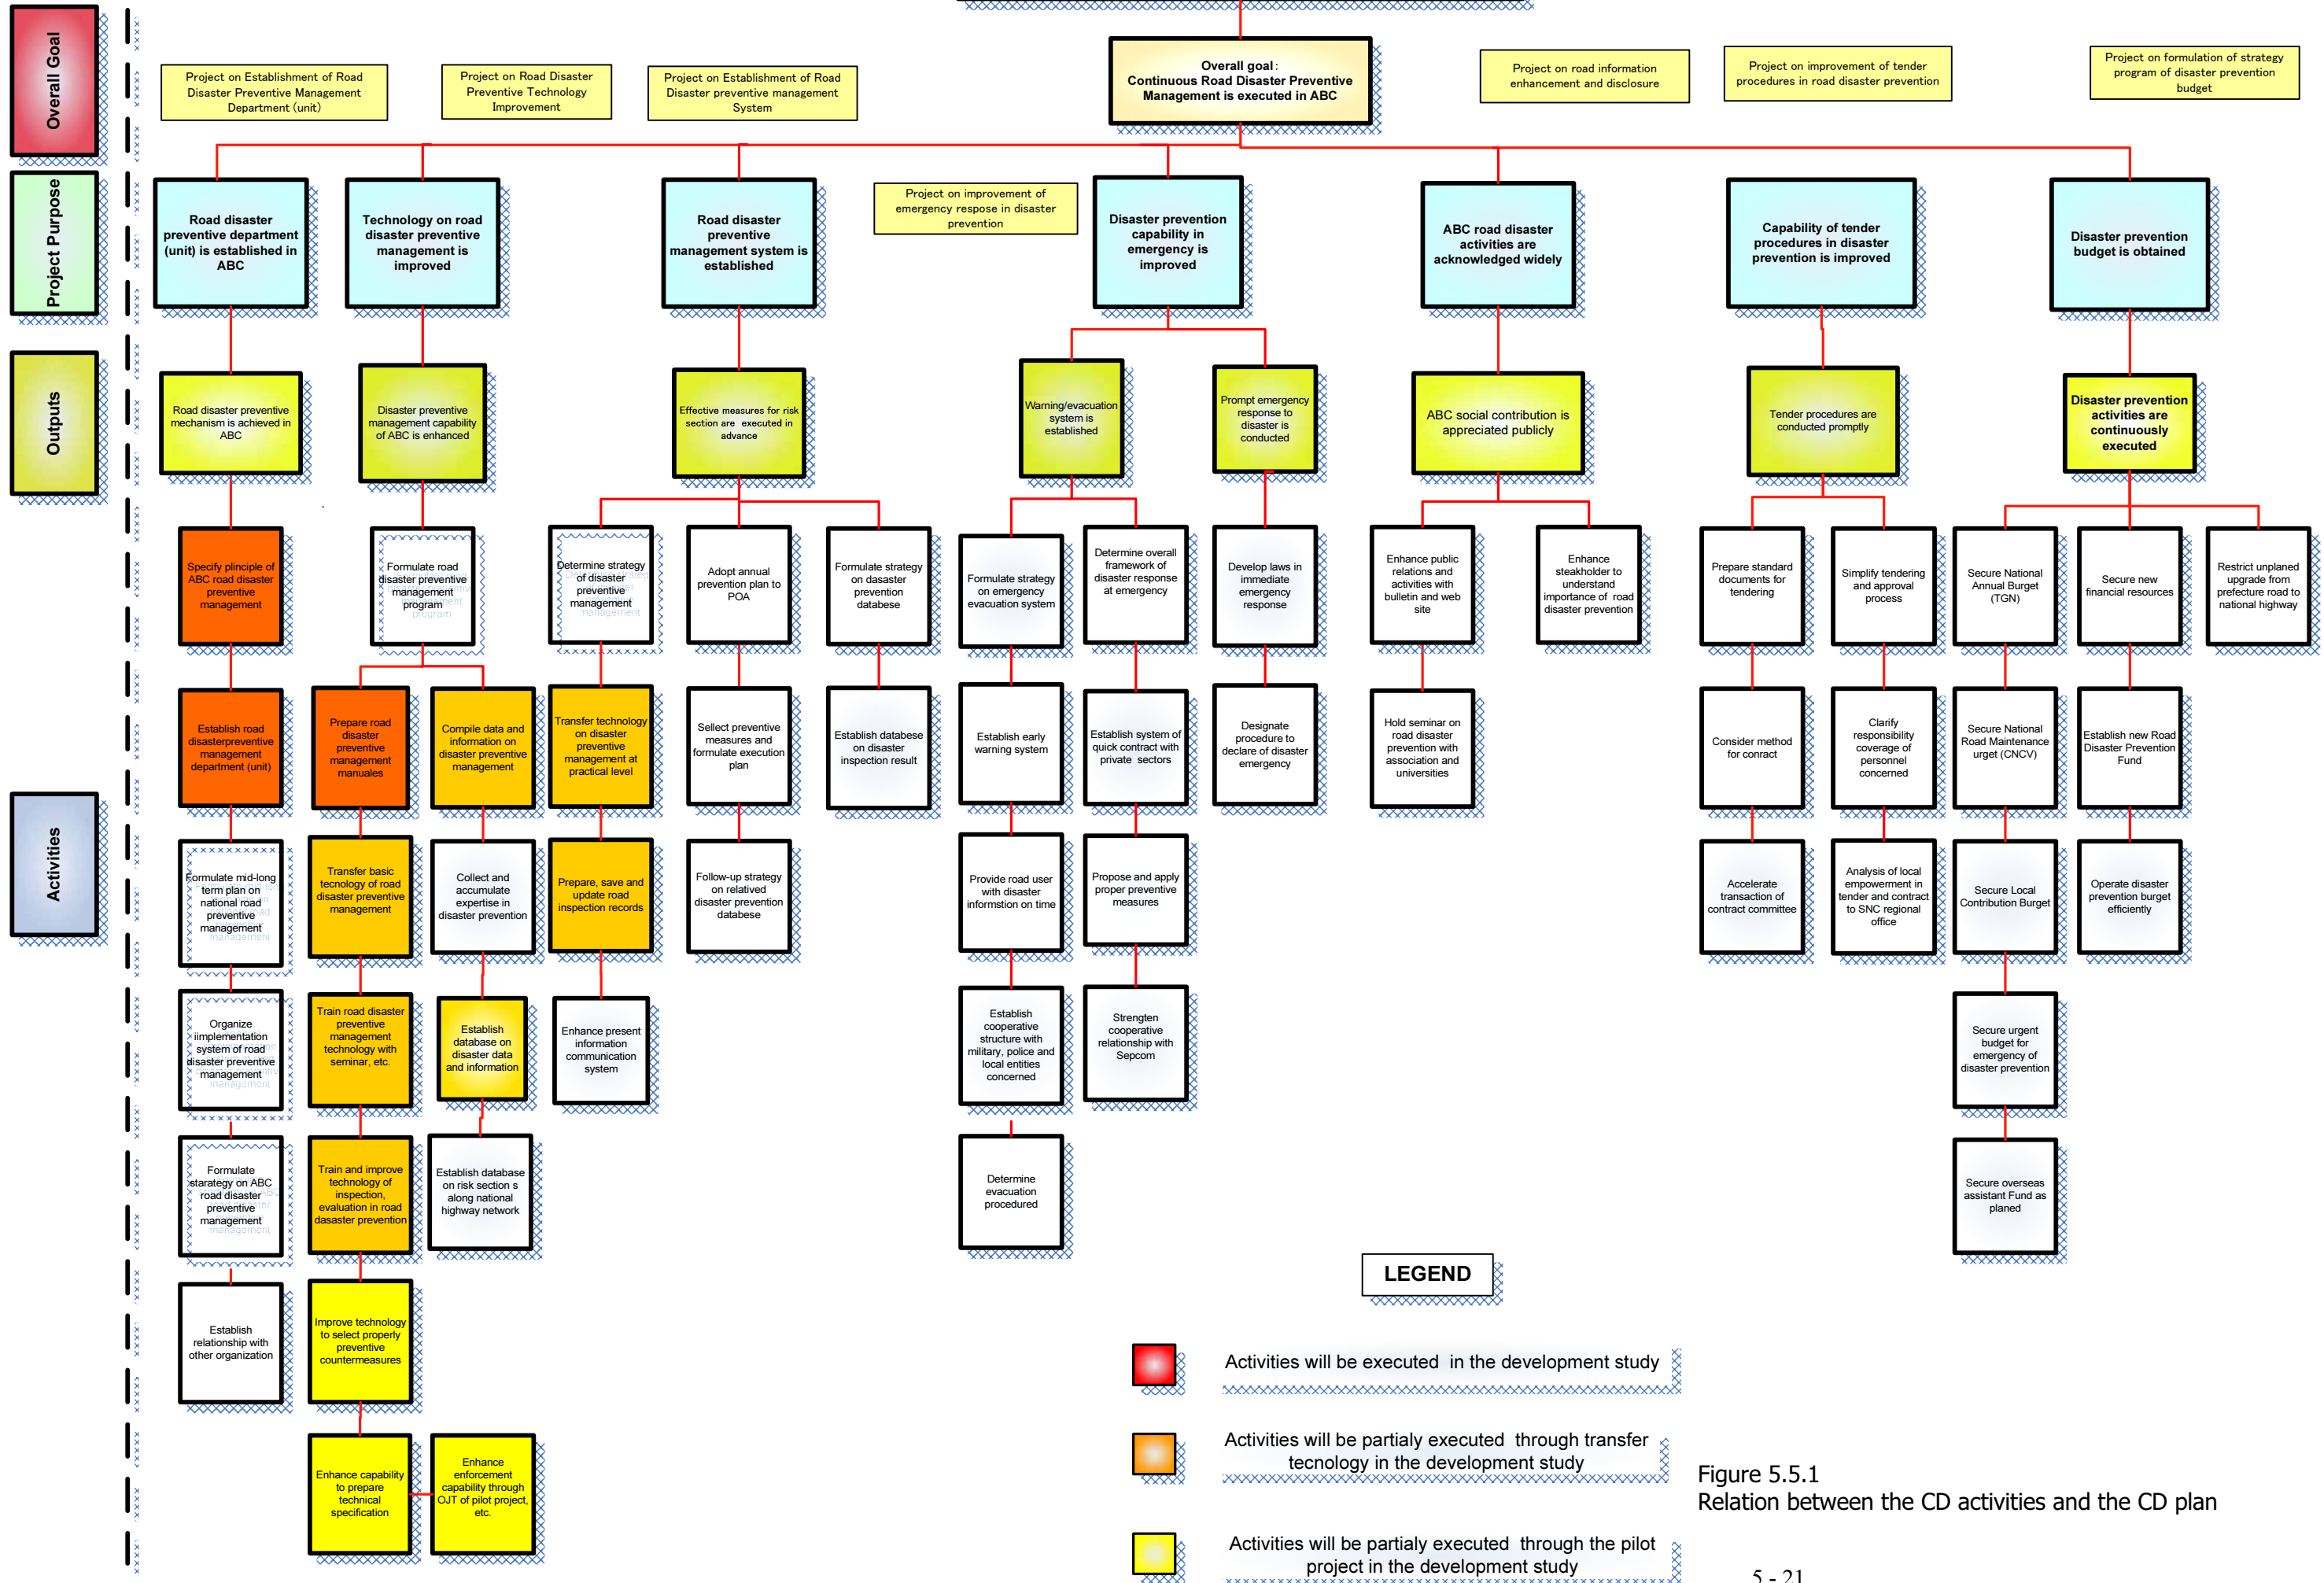 Overall Goal
Project Purpose
Outputs
Activities
Overall goal:
Continuous Road Disaster Preventive
Management is executed in ABC
Project on Establishment of Road
Disaster Preventive Management
Department (unit)
Project on Road Disaster
Preventive Technology
Improvement
Project on Establishment of Road
Disaster preventive management
System
Project on road information
enhancement and disclosure
Project on improvement of tender
procedures in road disaster prevention
Project on formulation of strategy
program of disaster prevention
budget
Road disaster
preventive department
(unit) is established in
ABC
Technology on road
disaster preventive
management is
improved
Road disaster
preventive
management system is
established
Project on improvement of
emergency respose in disaster
prevention
Disaster prevention
capability in
emergency is
improved
ABC road disaster
activities are
acknowledged widely
Capability of tender
procedures in disaster
prevention is improved
Disaster prevention
budget is obtained
Road disaster preventive
mechanism is achieved in
ABC
Disaster preventive
management capability
of ABC is enhanced
Effective measures for risk
section are executed in
advance
Warning/evacuation
system is
established
Prompt emergency
response to
disaster is
conducted
ABC social contribution is
appreciated publicly
Tender procedures are
conducted promptly
Disaster prevention
activities are
continuously
executed
Specify plinciple of
ABC road disaster
preventive
management
Formulate road
disaster preventive
management
program
Determine strategy
of disaster
preventive
management
Adopt annual
prevention plan to
POA
Formulate strategy
on dasaster
prevention
databese
Formulate strategy
on emergency
evacuation system
Determine overall
framework of
disaster response
at emergency
Develop laws in
immediate
emergency
response
Enhance public
relations and
activities with
bulletin and web
site
Enhance
steakholder to
understand
importance of road
disaster prevention
Prepare standard
documents for
tendering
Simplify tendering
and approval
process
Secure National
Annual Burget
(TGN)
Secure new
financial resources
Restrict unplaned
upgrade from
prefecture road to
national highway
Establish road
disasterpreventive
management
department (unit)
Prepare road
disaster
preventive
management
manuales
Compile data and
information on
disaster preventive
management
Transfer technology
on disaster
preventive
management at
practical level
Sellect preventive
measures and
formulate execution
plan
Establish databese
on disaster
inspection result
Establish early
warning system
Establish system of
quick contract with
private sectors
Designate
procedure to
declare of disaster
emergency
Hold seminar on
road disaster
prevention with
association and
universities
Consider method
for conract
Clarify
responsibility
coverage of
personnel
concerned
Secure National
Road Maintenance
urget (CNCV)
Establish new Road
Disaster Prevention
Fund
Formulate mid-long
term plan on
national road
preventive
management
Transfer basic
tecnology of road
disaster preventive
management
Collect and
accumulate
expertise in
disaster prevention
Prepare, save and
update road
inspection records
Follow-up strategy
on relatived
disaster prevention
databese
Provide road user
with disaster
informstion on time
Propose and apply
proper preventive
measures
Accelerate
transaction of
contract committee
Analysis of local
empowerment in
tender and contract
to SNC regional
office
Secure Local
Contribution Burget
Operate disaster
prevention burget
efficiently
Organize
iimplementation
system of road
disaster preventive
management
Train road disaster
preventive
management
technology with
seminar, etc.
Establish
database on
disaster data
and information
Enhance present
information
communication
system
Establish
cooperative
structure with
military, police and
local entities
concerned
Strengten
cooperative
relationship with
Sepcom
Secure urgent
budget for
emergency of
disaster prevention
Formulate
starategy on ABC
road disaster
preventive
management
Train and improve
technology of
inspection,
evaluation in road
dasaster prevention
Establish database
on risk section s
along national
highway network
Determine
evacuation
procedured
Secure overseas
assistant Fund as
planed
Establish
relationship with
other organization
Improve technology
to select properly
preventive
countermeasures
Enhance capability
to prepare
technical
specification
Enhance
enforcement
capability through
OJT of pilot project,
etc.
LEGEND
Activities will be executed in the development study
Activities will be partialy executed through transfer
tecnology in the development study
Activities will be partialy executed through the pilot
project in the development study
Figure 5.5.1
Relation between the CD activities and the CD plan
5 - 21